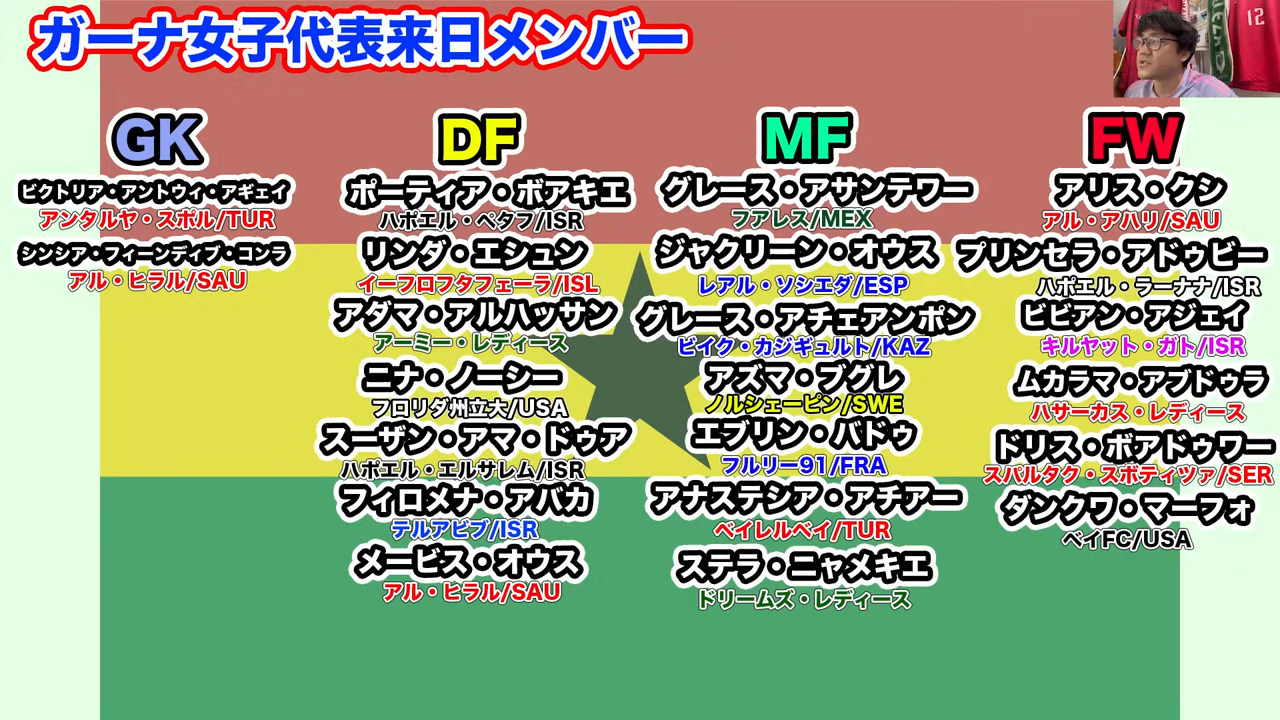 ガーナ女子代表来日メンバー
GK
ビクトリア・アントウィ・アギェイ
アンタルヤ・スポル/TUR
シンシア・フィーンディブ・コンラ
アル・ヒラル/SAU
DF
ポーティア・ボアキエ
ハポエル・ペタフ/ISR
リンダ・エシュン
イーフロフタフェーラ/ISL
アダマ・アルハッサン
アーミー・レディース
ニナ・ノーシー
フロリダ州立大/USA
スーザン・アマ・ドゥア
ハポエル・エルサレム/ISR
フィロメナ・アバカ
テルアビブ/ISR
メービス・オウス
アル・ヒラル/SAU
MF
グレース・アサンテワー
フアレス/MEX
ジャクリーン・オウス
レアル・ソシエダ/ESP
グレース・アチェアンポン
ビイク・カジギュルト/KAZ
アズマ・ブグレ
ノルシェーピン/SWE
エブリン・バドゥ
フルリー91/FRA
アナステシア・アチアー
ベイレルベイ/TUR
ステラ・ニャメキエ
ドリームズ・レディース
FW
アリス・クシ
アル・アハリ/SAU
プリンセラ・アドゥビー
ハポエル・ラーナナ/ISR
ビビアン・アジェイ
キルヤット・ガト/ISR
ムカラマ・アブドゥラ
ハサーカス・レディース
ドリス・ボアドゥワー
スパルタク・スボティツァ/SER
ダンクワ・マーフォ
ベイFC/USA
12